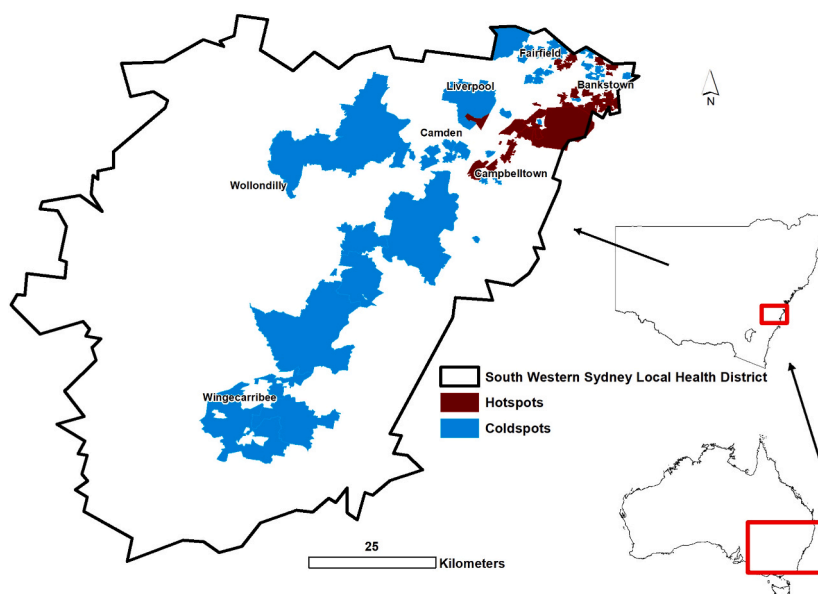 Fairfield
Bankstown
Liverpool
N
Camden
Campbelltown
Wollondilly
South Western Sydney Local Health District
Hotspots
Wingecarribee
Coldspots
25
Kilometers